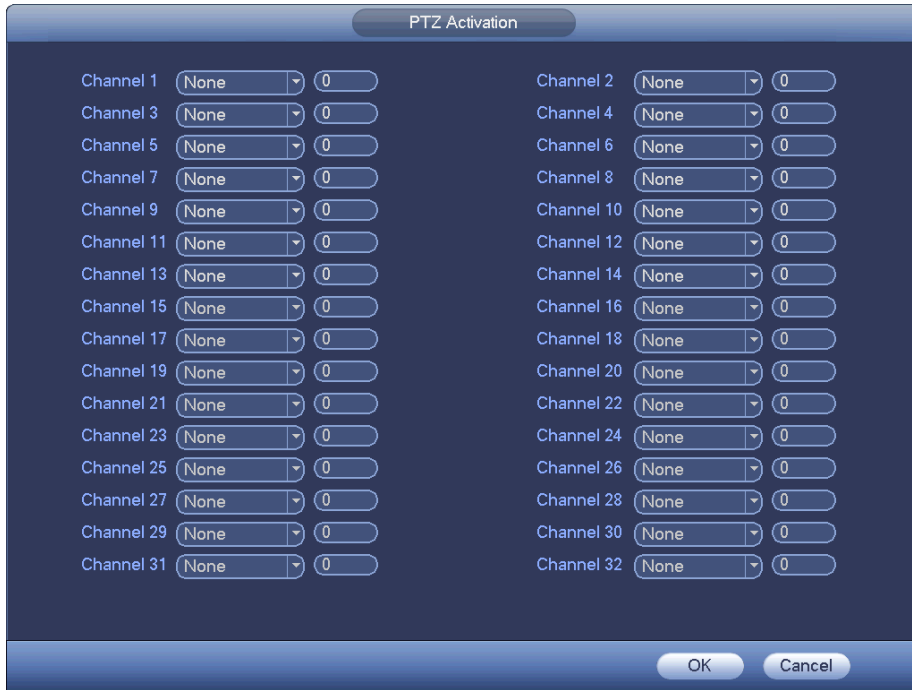 PTZ Activation
Channel 1 None 0 Channel 2 None 0
Channel 3 None 0 Channel 4 None 0
Channel 5 None 0 Channel 6 None 0
Channel 7 None 0 Channel 8 None 0
Channel 9 None 0 Channel 10 None 0
Channel 11 None 0 Channel 12 None 0
Channel 13 None 0 Channel 14 None 0
Channel 15 None 0 Channel 16 None 0
Channel 17 None 0 Channel 18 None 0
Channel 19 None 0 Channel 20 None 0
Channel 21 None 0 Channel 22 None 0
Channel 23 None 0 Channel 24 None 0
Channel 25 None 0 Channel 26 None 0
Channel 27 None 0 Channel 28 None 0
Channel 29 None 0 Channel 30 None 0
Channel 31 None 0 Channel 32 None 0
OK Cancel